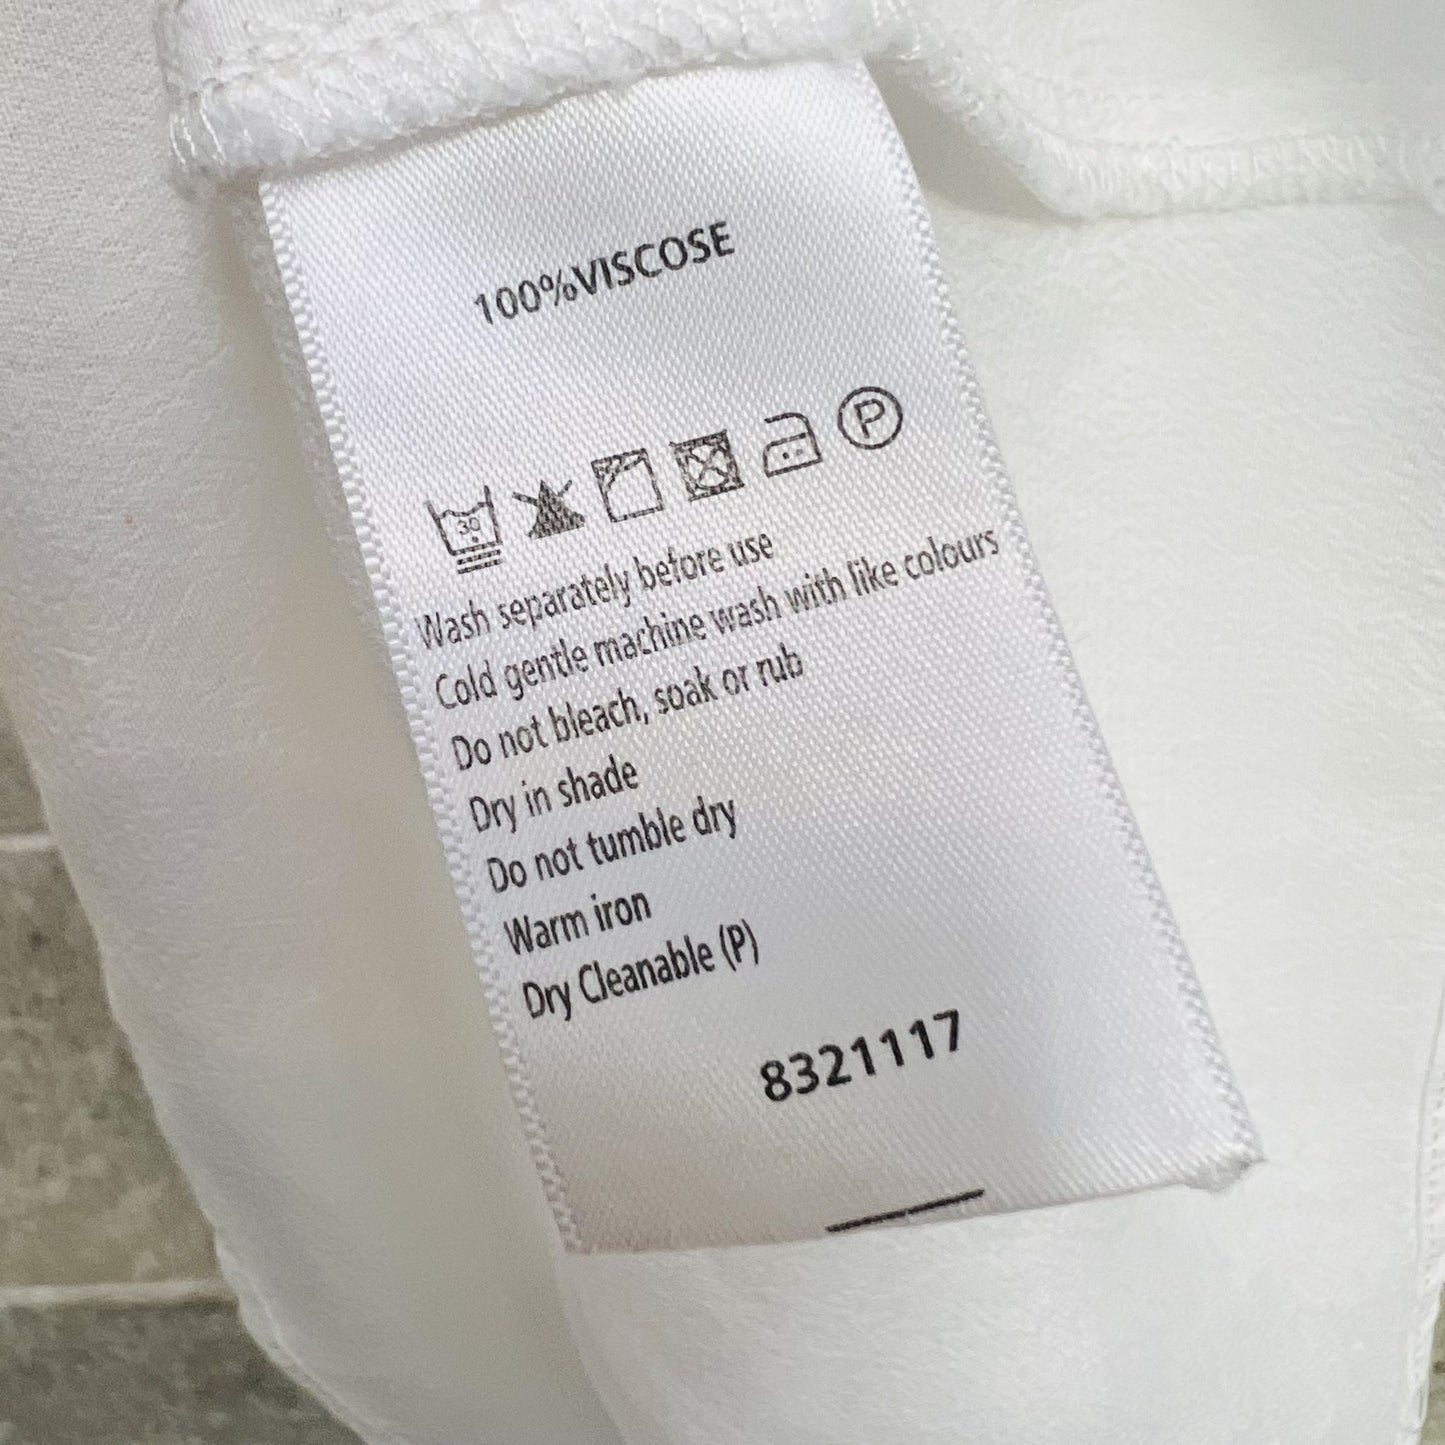 100%VISCOSE
30
P
Wash separately before use
Cold gentle machine wash with like colours
Do not bleach, soak or rub
Dry in shade
Do not tumble dry
Warm iron
Dry Cleanable (P)
8321117